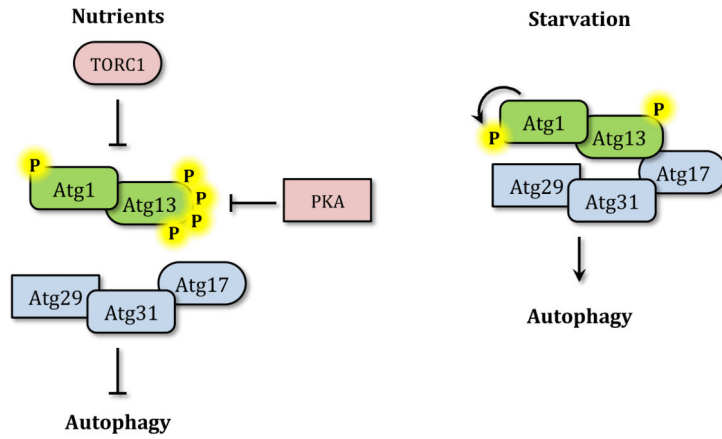 Nutrients
TORC1
P
Atg1
Atg13
P
P
P
P
PKA
Atg29
Atg31
Atg17
Autophagy
Starvation
P
Atg1
P
Atg13
Atg17
Atg29
Atg31
Autophagy